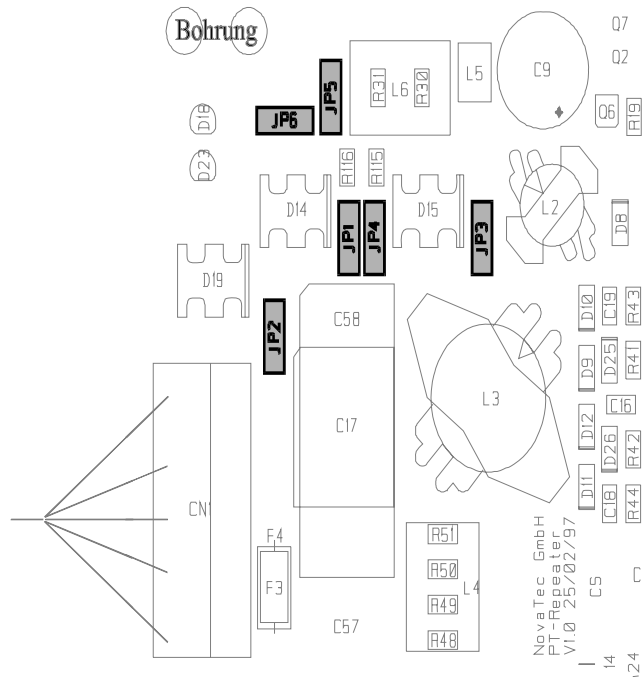 Bohrung
Q7
Q2
JP5
R31
L6
R30
L5
C9
Q6
R19
D18
JP6
D23
R116
R115
D14
JP1
JP4
D15
JP3
L2
D8
D19
JP2
C58
D10
C19
R43
D9
D25
R41
C17
L3
C16
D12
D26
R42
CN1
D11
C18
R44
F4
F3
C57
R51
R50
L4
R49
R48
NovaTec GmbH
PT-Repeater
V1.0 25/02/97
CS
C
14
24